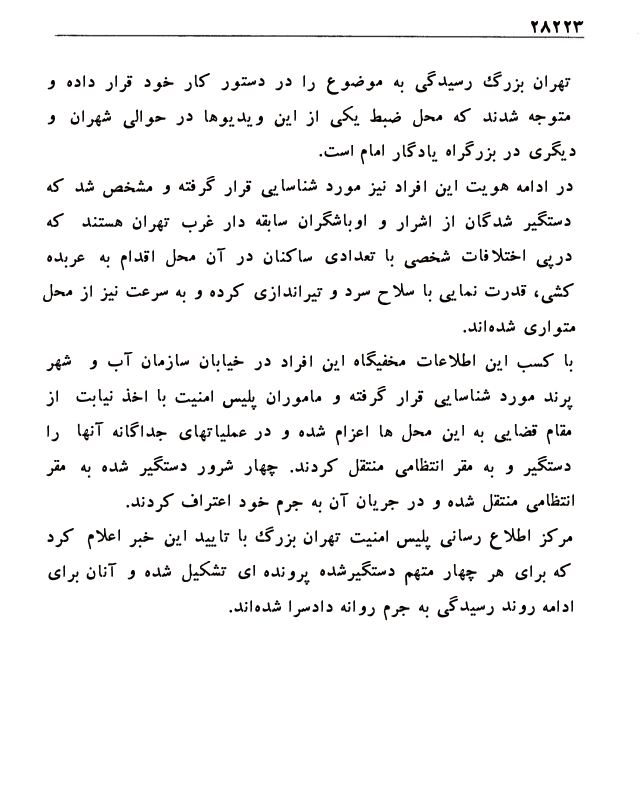 ۲۸۲۲۳
تهران بزرگ رسیدگی به موضوع را در دستور کار خود قرار داده و
متوجه شدند که محل ضبط یکی از این ویدیوها در حوالی شهران و
دیگری در بزرگراه یادگار امام است.
در ادامه هویت این افراد نیز مورد شناسایی قرار گرفته و مشخص شد که
دستگیر شدگان از اشرار و اوباشگران سابقه دار غرب تهران هستند که
درپی اختلافات شخصی با تعدادی ساکنان در آن محل اقدام به عربده
کشی، قدرت نمایی با سلاح سرد و تیراندازی کرده و به سرعت نیز از محل
متواری شده‌اند.
با کسب این اطلاعات مخفیگاه این افراد در خیابان سازمان آب و شهر
پرند مورد شناسایی قرار گرفته و ماموران پلیس امنیت با اخذ نیابت از
مقام قضایی به این محل ها اعزام شده و در عملیاتهای جداگانه آنها را
دستگیر و به مقر انتظامی منتقل کردند. چهار شرور دستگیر شده به مقر
انتظامی منتقل شده و در جریان آن به جرم خود اعتراف کردند.
مرکز اطلاع رسانی پلیس امنیت تهران بزرگ با تایید این خبر اعلام کرد
که برای هر چهار متهم دستگیرشده پرونده ای تشکیل شده و آنان برای
ادامه روند رسیدگی به جرم روانه دادسرا شده‌اند.